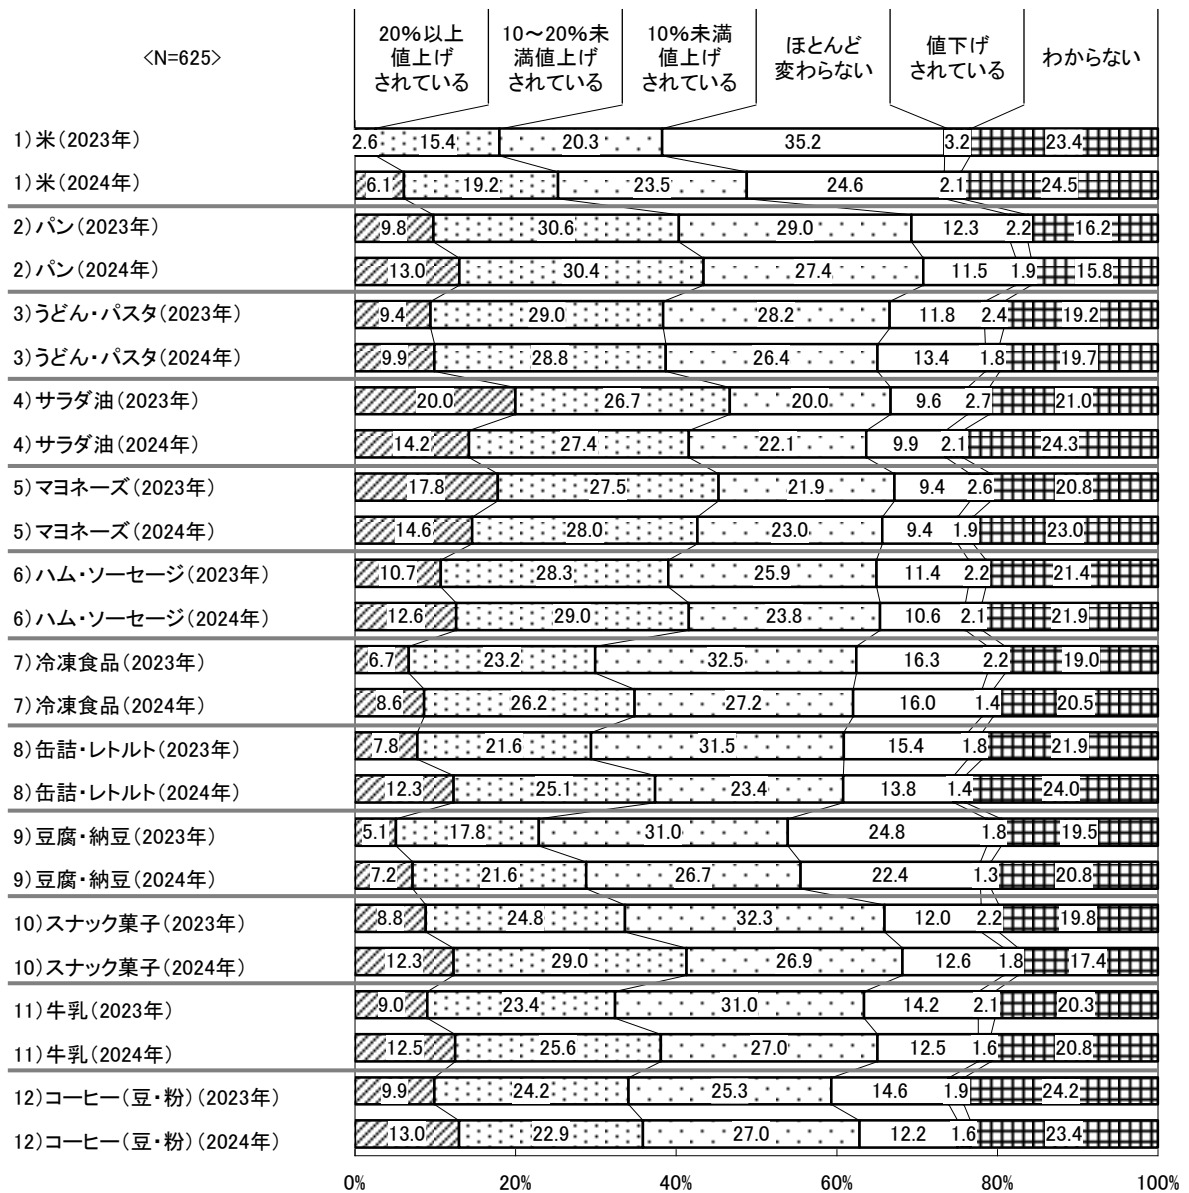 <N=625>
20%以上
値上げ
されている
10～20%未
満値上げ
されている
10%未満
値上げ
されている
ほとんど
変わらない
値下げ
されている
わからない
1)米(2023年) 2.6 15.4 20.3 35.2 3.2 23.4
1)米(2024年) 6.1 19.2 23.5 24.6 2.1 24.5
2)パン(2023年) 9.8 30.6 29.0 12.3 2.2 16.2
2)パン(2024年) 13.0 30.4 27.4 11.5 1.9 15.8
3)うどん・パスタ(2023年) 9.4 29.0 28.2 11.8 2.4 19.2
3)うどん・パスタ(2024年) 9.9 28.8 26.4 13.4 1.8 19.7
4)サラダ油(2023年) 20.0 26.7 20.0 9.6 2.7 21.0
4)サラダ油(2024年) 14.2 27.4 22.1 9.9 2.1 24.3
5)マヨネーズ(2023年) 17.8 27.5 21.9 9.4 2.6 20.8
5)マヨネーズ(2024年) 14.6 28.0 23.0 9.4 1.9 23.0
6)ハム・ソーセージ(2023年) 10.7 28.3 25.9 11.4 2.2 21.4
6)ハム・ソーセージ(2024年) 12.6 29.0 23.8 10.6 2.1 21.9
7)冷凍食品(2023年) 6.7 23.2 32.5 16.3 2.2 19.0
7)冷凍食品(2024年) 8.6 26.2 27.2 16.0 1.4 20.5
8)缶詰・レトルト(2023年) 7.8 21.6 31.5 15.4 1.8 21.9
8)缶詰・レトルト(2024年) 12.3 25.1 23.4 13.8 1.4 24.0
9)豆腐・納豆(2023年) 5.1 17.8 31.0 24.8 1.8 19.5
9)豆腐・納豆(2024年) 7.2 21.6 26.7 22.4 1.3 20.8
10)スナック菓子(2023年) 8.8 24.8 32.3 12.0 2.2 19.8
10)スナック菓子(2024年) 12.3 29.0 26.9 12.6 1.8 17.4
11)牛乳(2023年) 9.0 23.4 31.0 14.2 2.1 20.3
11)牛乳(2024年) 12.5 25.6 27.0 12.5 1.6 20.8
12)コーヒー(豆・粉)(2023年) 9.9 24.2 25.3 14.6 1.9 24.2
12)コーヒー(豆・粉)(2024年) 13.0 22.9 27.0 12.2 1.6 23.4
0% 20% 40% 60% 80% 100%